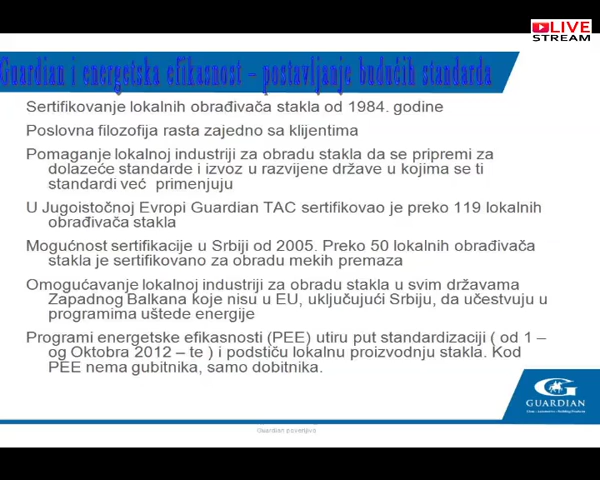 LIVE
STREAM
Guardian i energetska efikasnost – postavljanje budućih standarda
Sertifikovanje lokalnih obrađivača stakla od 1984. godine
Poslovna filozofija rasta zajedno sa klijentima
Pomaganje lokalnoj industriji za obradu stakla da se pripremi za
dolazeće standarde i izvoz u razvijene države u kojima se ti
standardi već primenjuju
U Jugoistočnoj Evropi Guardian TAC sertifikovao je preko 119 lokalnih
obrađivača stakla
Mogućnost sertifikacije u Srbiji od 2005. Preko 50 lokalnih obrađivača
stakla je sertifikovano za obradu mekih premaza
Omogućavanje lokalnoj industriji za obradu stakla u svim državama
Zapadnog Balkana koje nisu u EU, uključujući Srbiju, da učestvuju u
programima uštede energije
Programi energetske efikasnosti (PEE) utiru put standardizaciji ( od 1 –
og Oktobra 2012 – te ) i podstiču lokalnu proizvodnju stakla. Kod
PEE nema gubitnika, samo dobitnika.
GUARDIAN
Guardian poverljivo